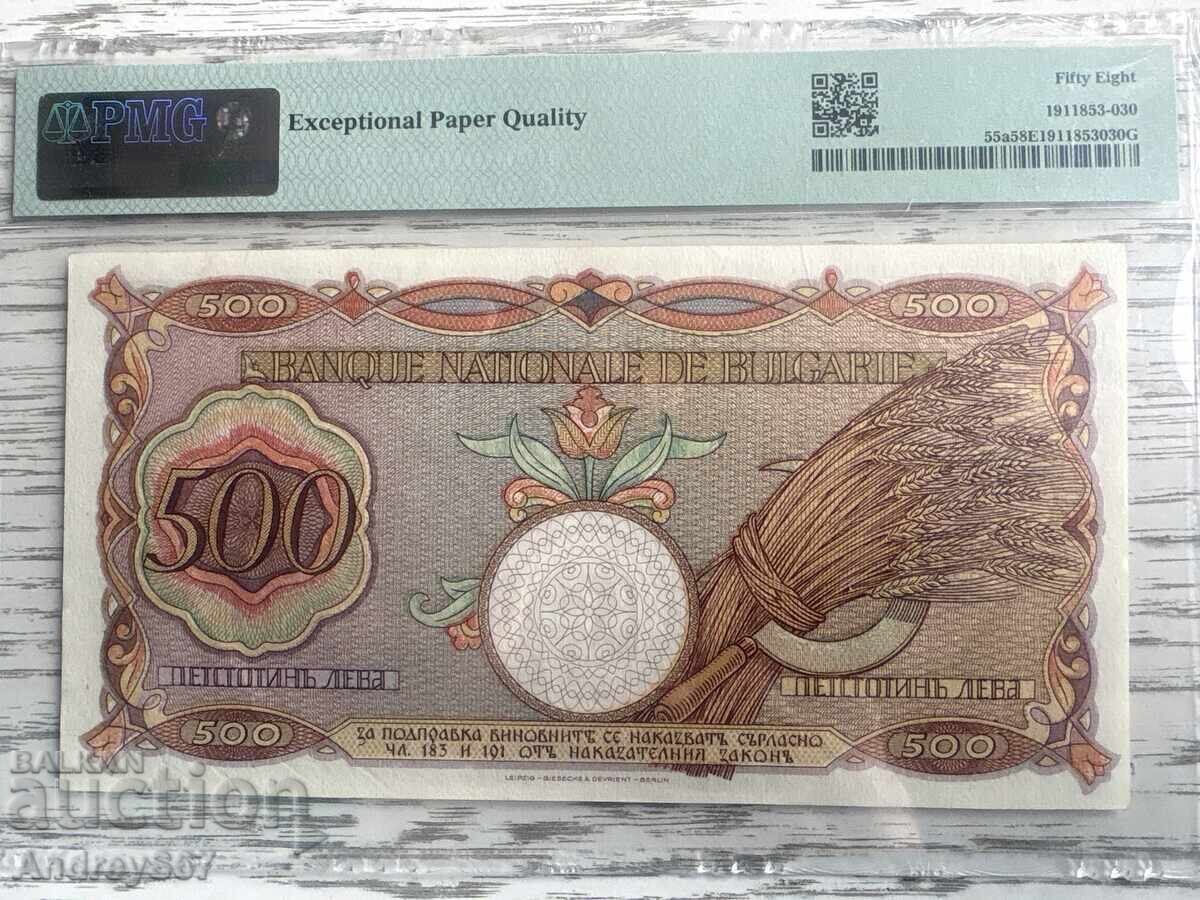 PMG
Exceptional Paper Quality
Fifty Eight
1911853-030
55a58E1911853030G
500
500
BANQUE NATIONALE DE BULGARIE
500
ПЕТСТОТИНЪ ЛЕВА
ПЕТСТОТИНЪ ЛЕВА
500
500
ЗА ПОДПРАВКА ВИНОВНИТѢ СЕ НАКАЗВАТЪ СЪГЛАСНО
ЧЛ. 183 И 191 ОТЪ НАКАЗАТЕЛНИЯ ЗАКОНЪ
LEIPZIG - GIESECKE & DEVRIENT - BERLIN
BALKAN
auction
Andrey567